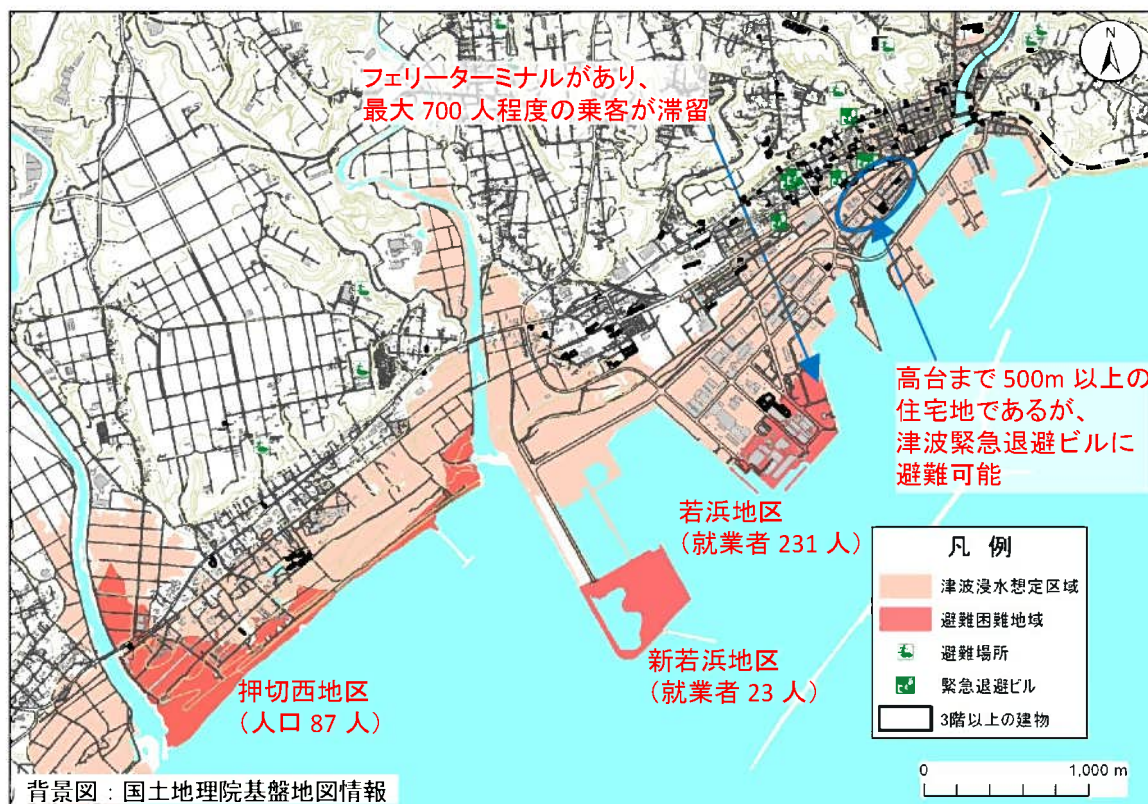 フェリーターミナルがあり、
最大 700 人程度の乗客が滞留
N
高台まで 500m 以上の
住宅地であるが、
津波緊急退避ビルに
避難可能
若浜地区
(就業者 231 人)
新若浜地区
(就業者 23 人)
押切西地区
(人口 87 人)
凡 例
津波浸水想定区域
避難困難地域
避難場所
緊急退避ビル
3階以上の建物
0 1,000 m
背景図：国土地理院基盤地図情報